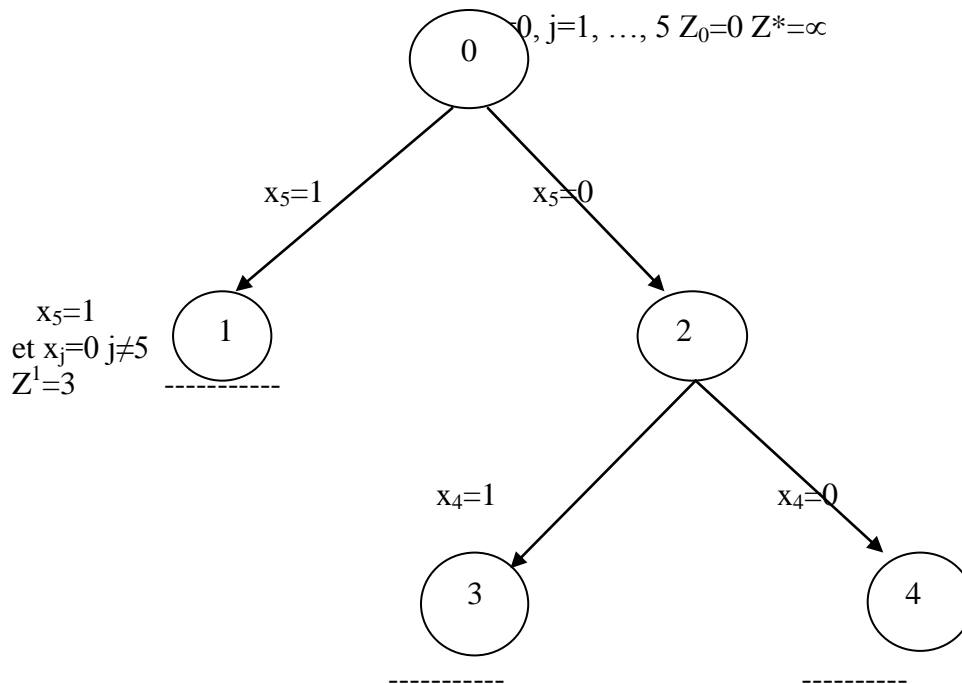 0
=0, j=1, …, 5 Z₀=0 Z*=∞
x₅=1
x₅=0
x₅=1
et xⱼ=0 j≠5
Z¹=3
1
-----------
2
x₄=1
x₄=0
3
4
-----------
----------